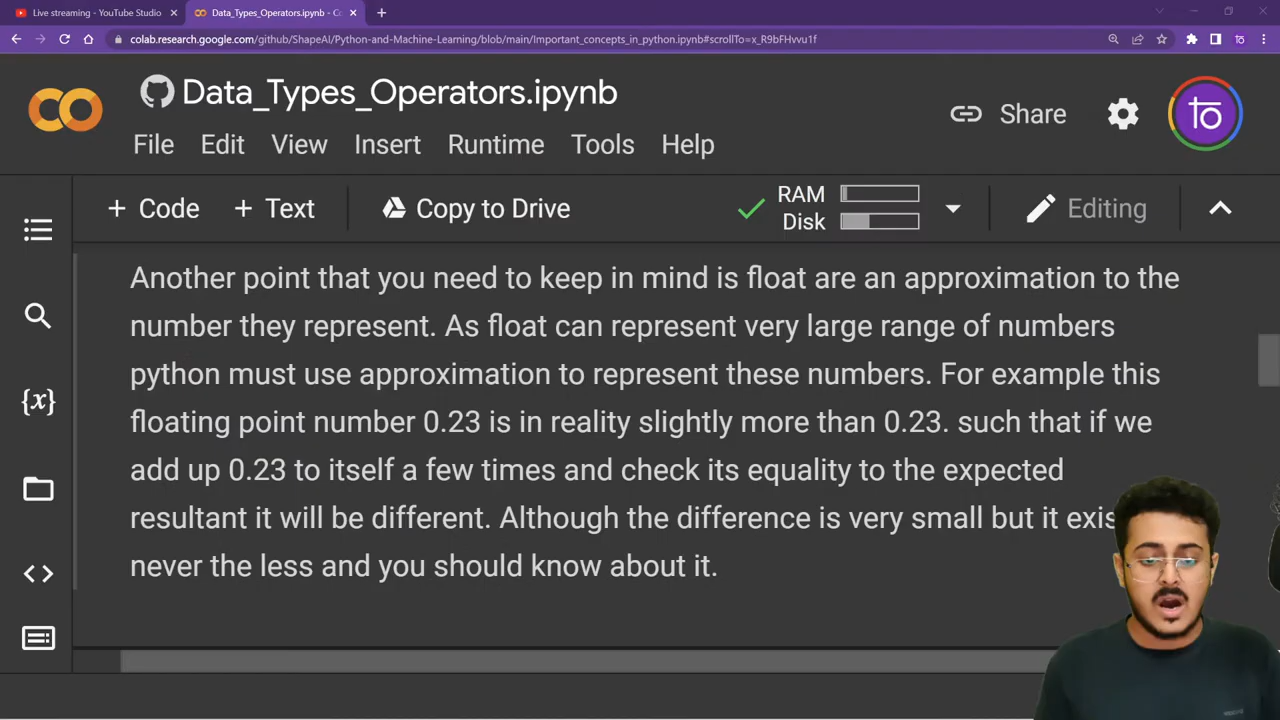 Live streaming - YouTube Studio
Data_Types_Operators.ipynb - Co
colab.research.google.com/github/ShapeAI/Python-and-Machine-Learning/blob/main/Important_concepts_in_python.ipynb#scrollTo=x_R9bFHvvu1f
Data_Types_Operators.ipynb
Share
File Edit View Insert Runtime Tools Help
+ Code + Text Copy to Drive
RAM
Disk
Editing
Another point that you need to keep in mind is float are an approximation to the
number they represent. As float can represent very large range of numbers
python must use approximation to represent these numbers. For example this
floating point number 0.23 is in reality slightly more than 0.23. such that if we
add up 0.23 to itself a few times and check its equality to the expected
resultant it will be different. Although the difference is very small but it exis
never the less and you should know about it.